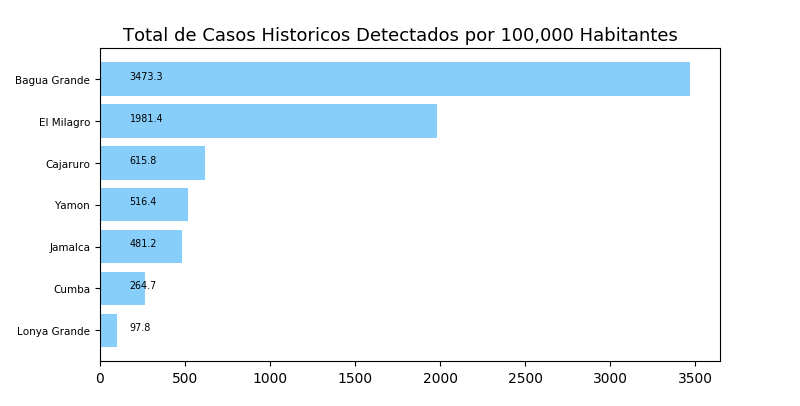 Total de Casos Historicos Detectados por 100,000 Habitantes
Bagua Grande 3473.3
El Milagro 1981.4
Cajaruro 615.8
Yamon 516.4
Jamalca 481.2
Cumba 264.7
Lonya Grande 97.8
0 500 1000 1500 2000 2500 3000 3500